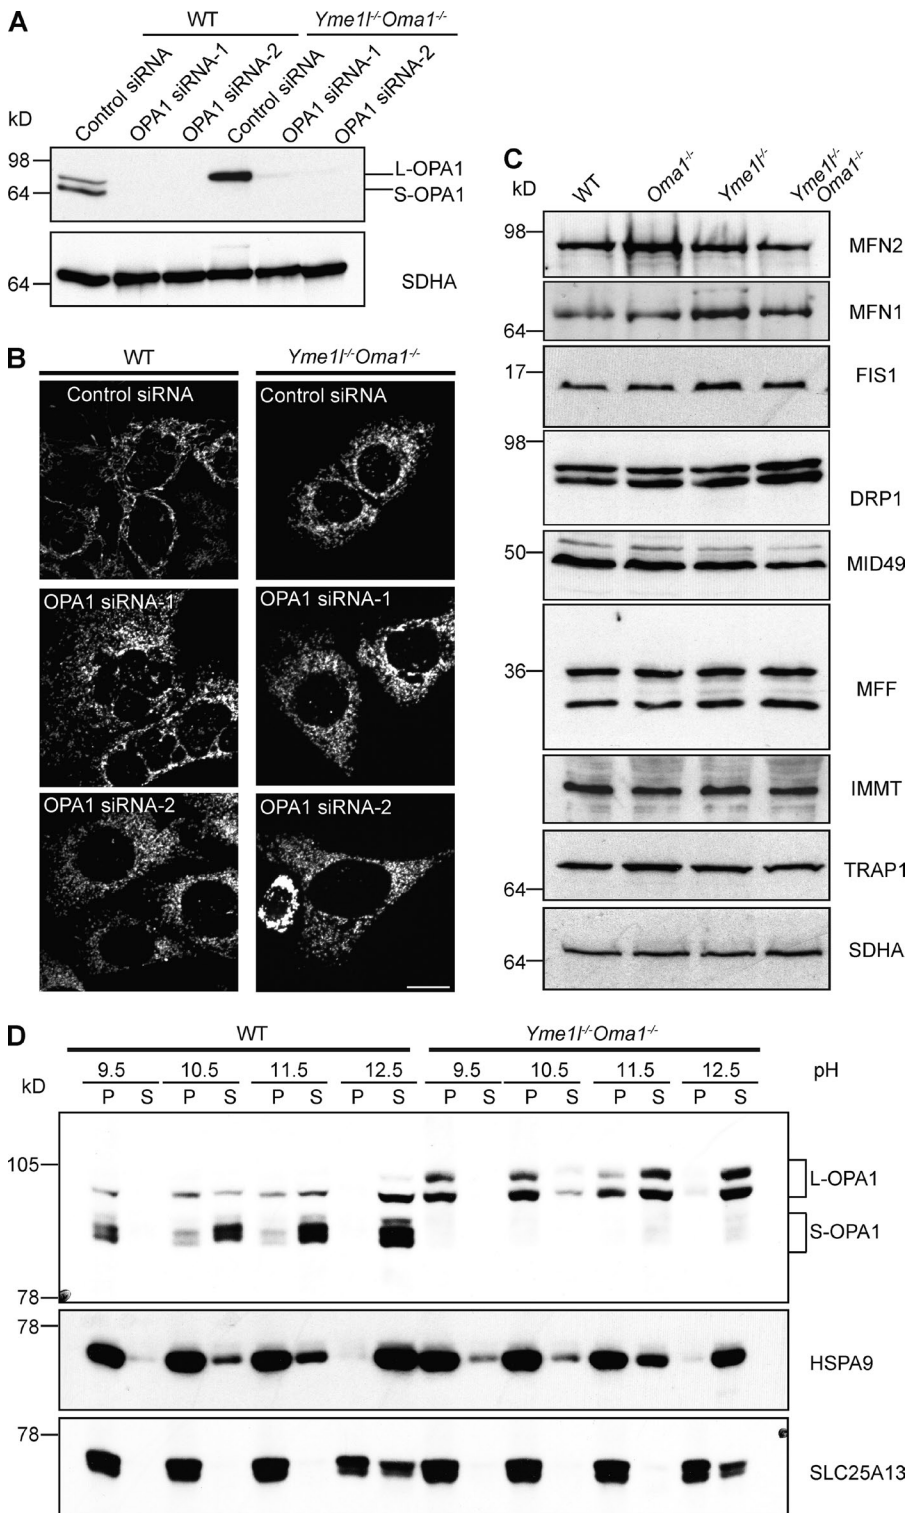 A
WT
Yme1l-/-Oma1-/-
Control siRNA
OPA1 siRNA-1
OPA1 siRNA-2
Control siRNA
OPA1 siRNA-1
OPA1 siRNA-2
kD
98
64
L-OPA1
S-OPA1
64
SDHA
B
WT
Yme1l-/-Oma1-/-
Control siRNA
Control siRNA
OPA1 siRNA-1
OPA1 siRNA-1
OPA1 siRNA-2
OPA1 siRNA-2
C
kD
WT
Oma1-/-
Yme1l-/-
Yme1l-/-
Oma1-/-
98
MFN2
MFN1
64
17
FIS1
98
DRP1
50
MID49
36
MFF
IMMT
TRAP1
64
SDHA
64
D
WT
Yme1l-/-Oma1-/-
9.5 10.5 11.5 12.5 9.5 10.5 11.5 12.5 pH
kD
P S P S P S P S P S P S P S P S
105
L-OPA1
S-OPA1
78
78
HSPA9
78
SLC25A13